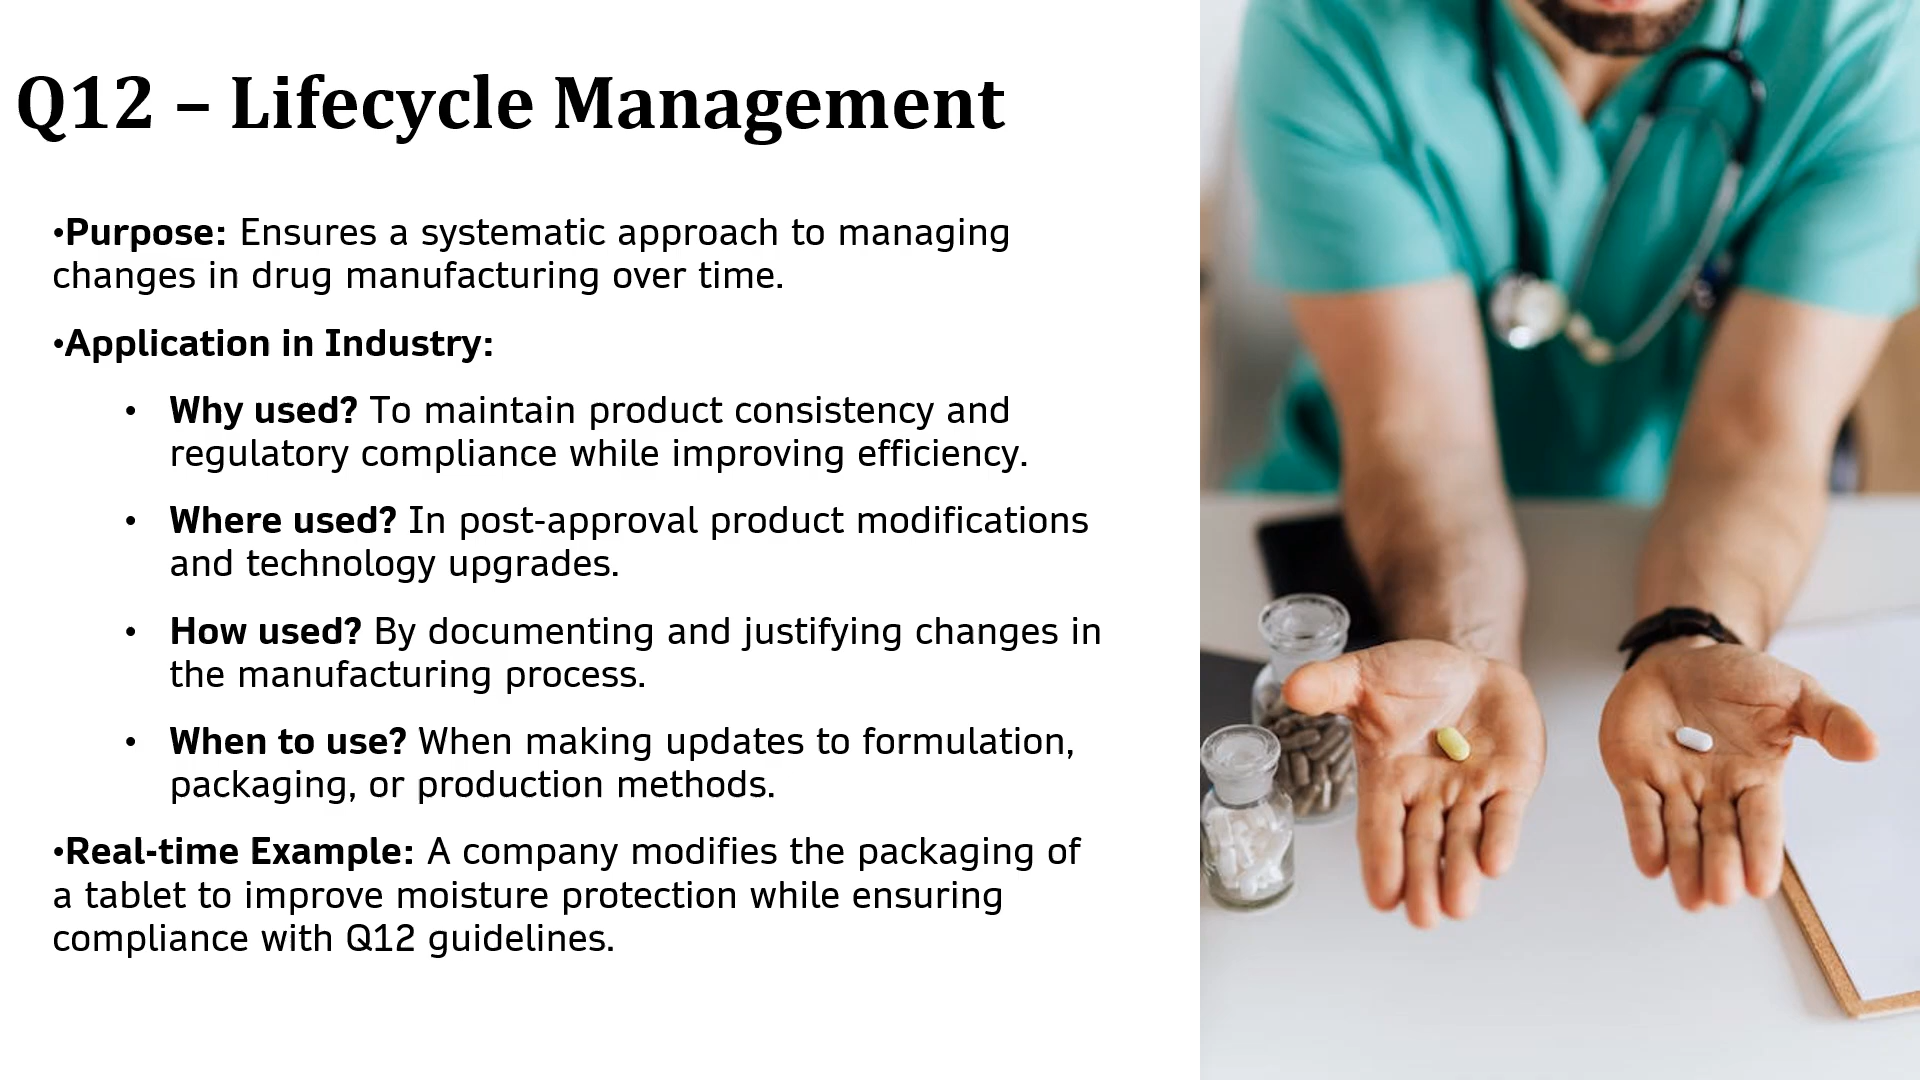 Q12 – Lifecycle Management
•Purpose: Ensures a systematic approach to managing
changes in drug manufacturing over time.
•Application in Industry:
• Why used? To maintain product consistency and
regulatory compliance while improving efficiency.
• Where used? In post-approval product modifications
and technology upgrades.
• How used? By documenting and justifying changes in
the manufacturing process.
• When to use? When making updates to formulation,
packaging, or production methods.
•Real-time Example: A company modifies the packaging of
a tablet to improve moisture protection while ensuring
compliance with Q12 guidelines.